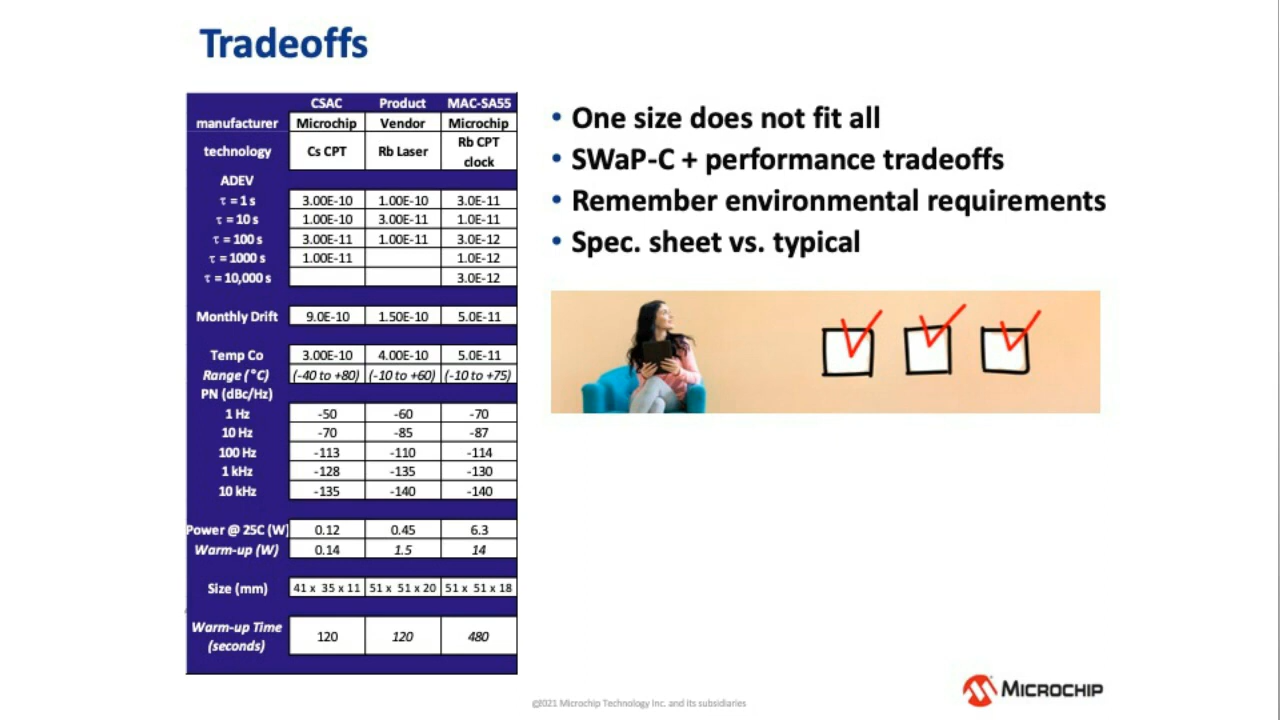 Tradeoffs
CSAC Product MAC-SA55
manufacturer Microchip Vendor Microchip
technology Cs CPT Rb Laser Rb CPT clock
ADEV
τ = 1 s 3.00E-10 1.00E-10 3.0E-11
τ = 10 s 1.00E-10 3.00E-11 1.0E-11
τ = 100 s 3.00E-11 1.00E-11 3.0E-12
τ = 1000 s 1.00E-11 1.0E-12
τ = 10,000 s 3.0E-12
Monthly Drift 9.0E-10 1.50E-10 5.0E-11
Temp Co 3.00E-10 4.00E-10 5.0E-11
Range (°C) (-40 to +80) (-10 to +60) (-10 to +75)
PN (dBc/Hz)
1 Hz -50 -60 -70
10 Hz -70 -85 -87
100 Hz -113 -110 -114
1 kHz -128 -135 -130
10 kHz -135 -140 -140
Power @ 25C (W) 0.12 0.45 6.3
Warm-up (W) 0.14 1.5 14
Size (mm) 41 x 35 x 11 51 x 51 x 20 51 x 51 x 18
Warm-up Time (seconds) 120 120 480
• One size does not fit all
• SWaP-C + performance tradeoffs
• Remember environmental requirements
• Spec. sheet vs. typical
©2021 Microchip Technology Inc. and its subsidiaries
MICROCHIP